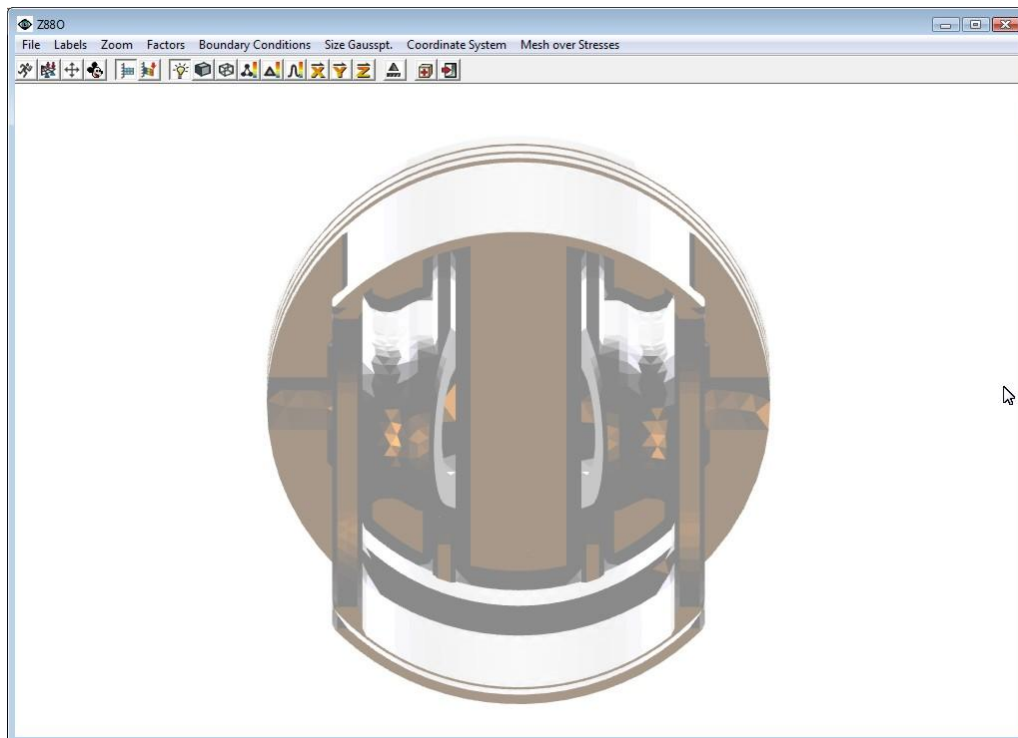 Z88O
File Labels Zoom Factors Boundary Conditions Size Gausspt. Coordinate System Mesh over Stresses
X Y Z